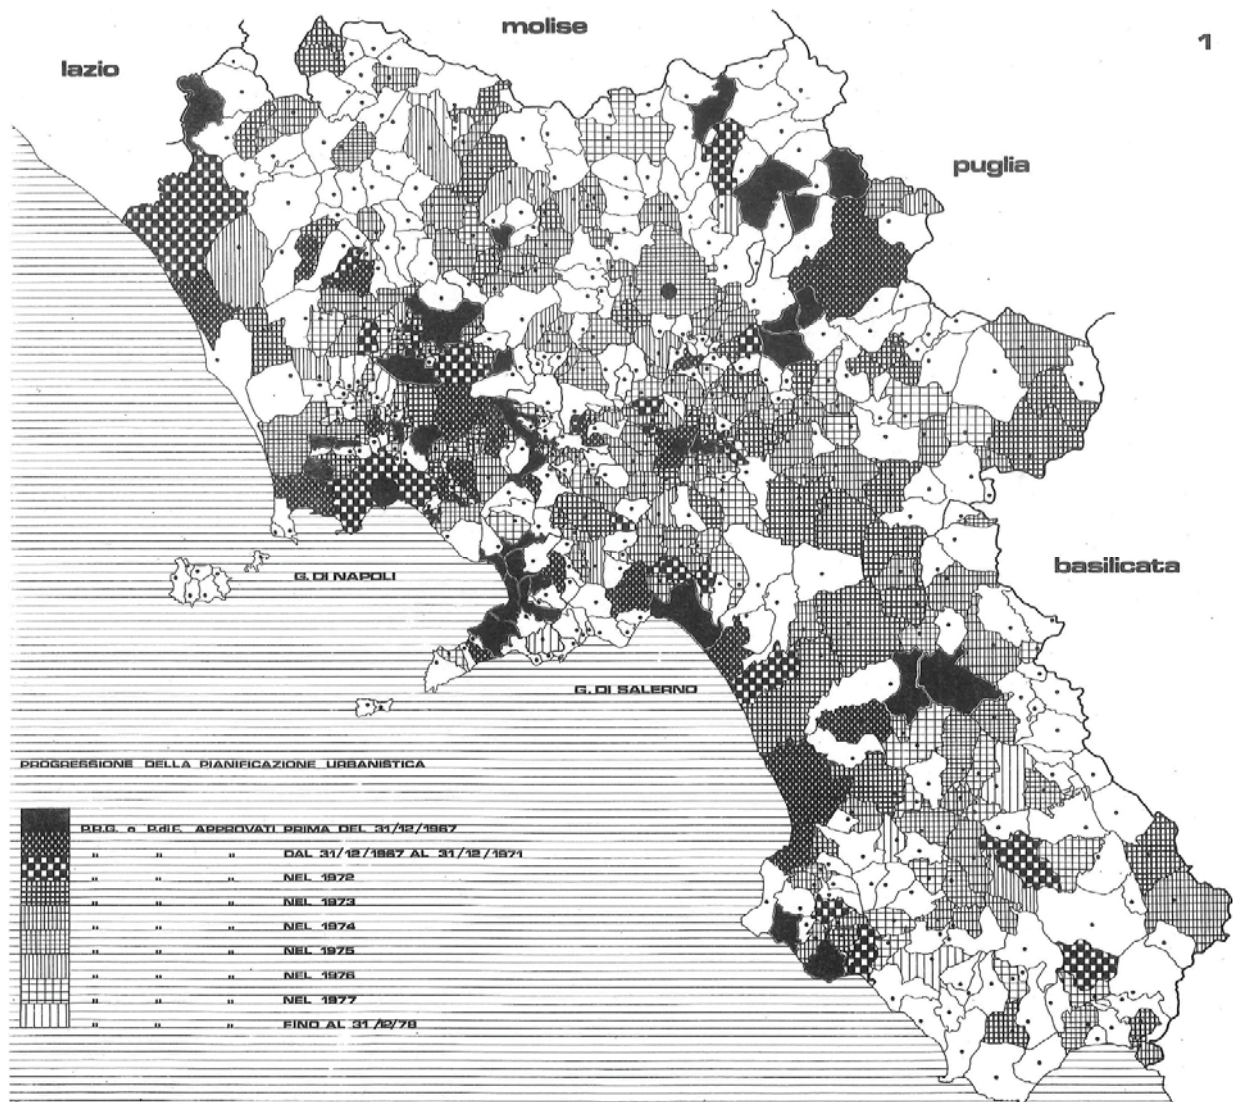 molise
1
lazio
puglia
basilicata
G. DI NAPOLI
G. DI SALERNO
PROGRESSIONE DELLA PIANIFICAZIONE URBANISTICA
P.R.G. o P.di F. APPROVATI PRIMA DEL 31/12/1967
" " " DAL 31/12/1967 AL 31/12/1971
" " " NEL 1972
" " " NEL 1973
" " " NEL 1974
" " " NEL 1975
" " " NEL 1976
" " " NEL 1977
" " " FINO AL 31/12/78